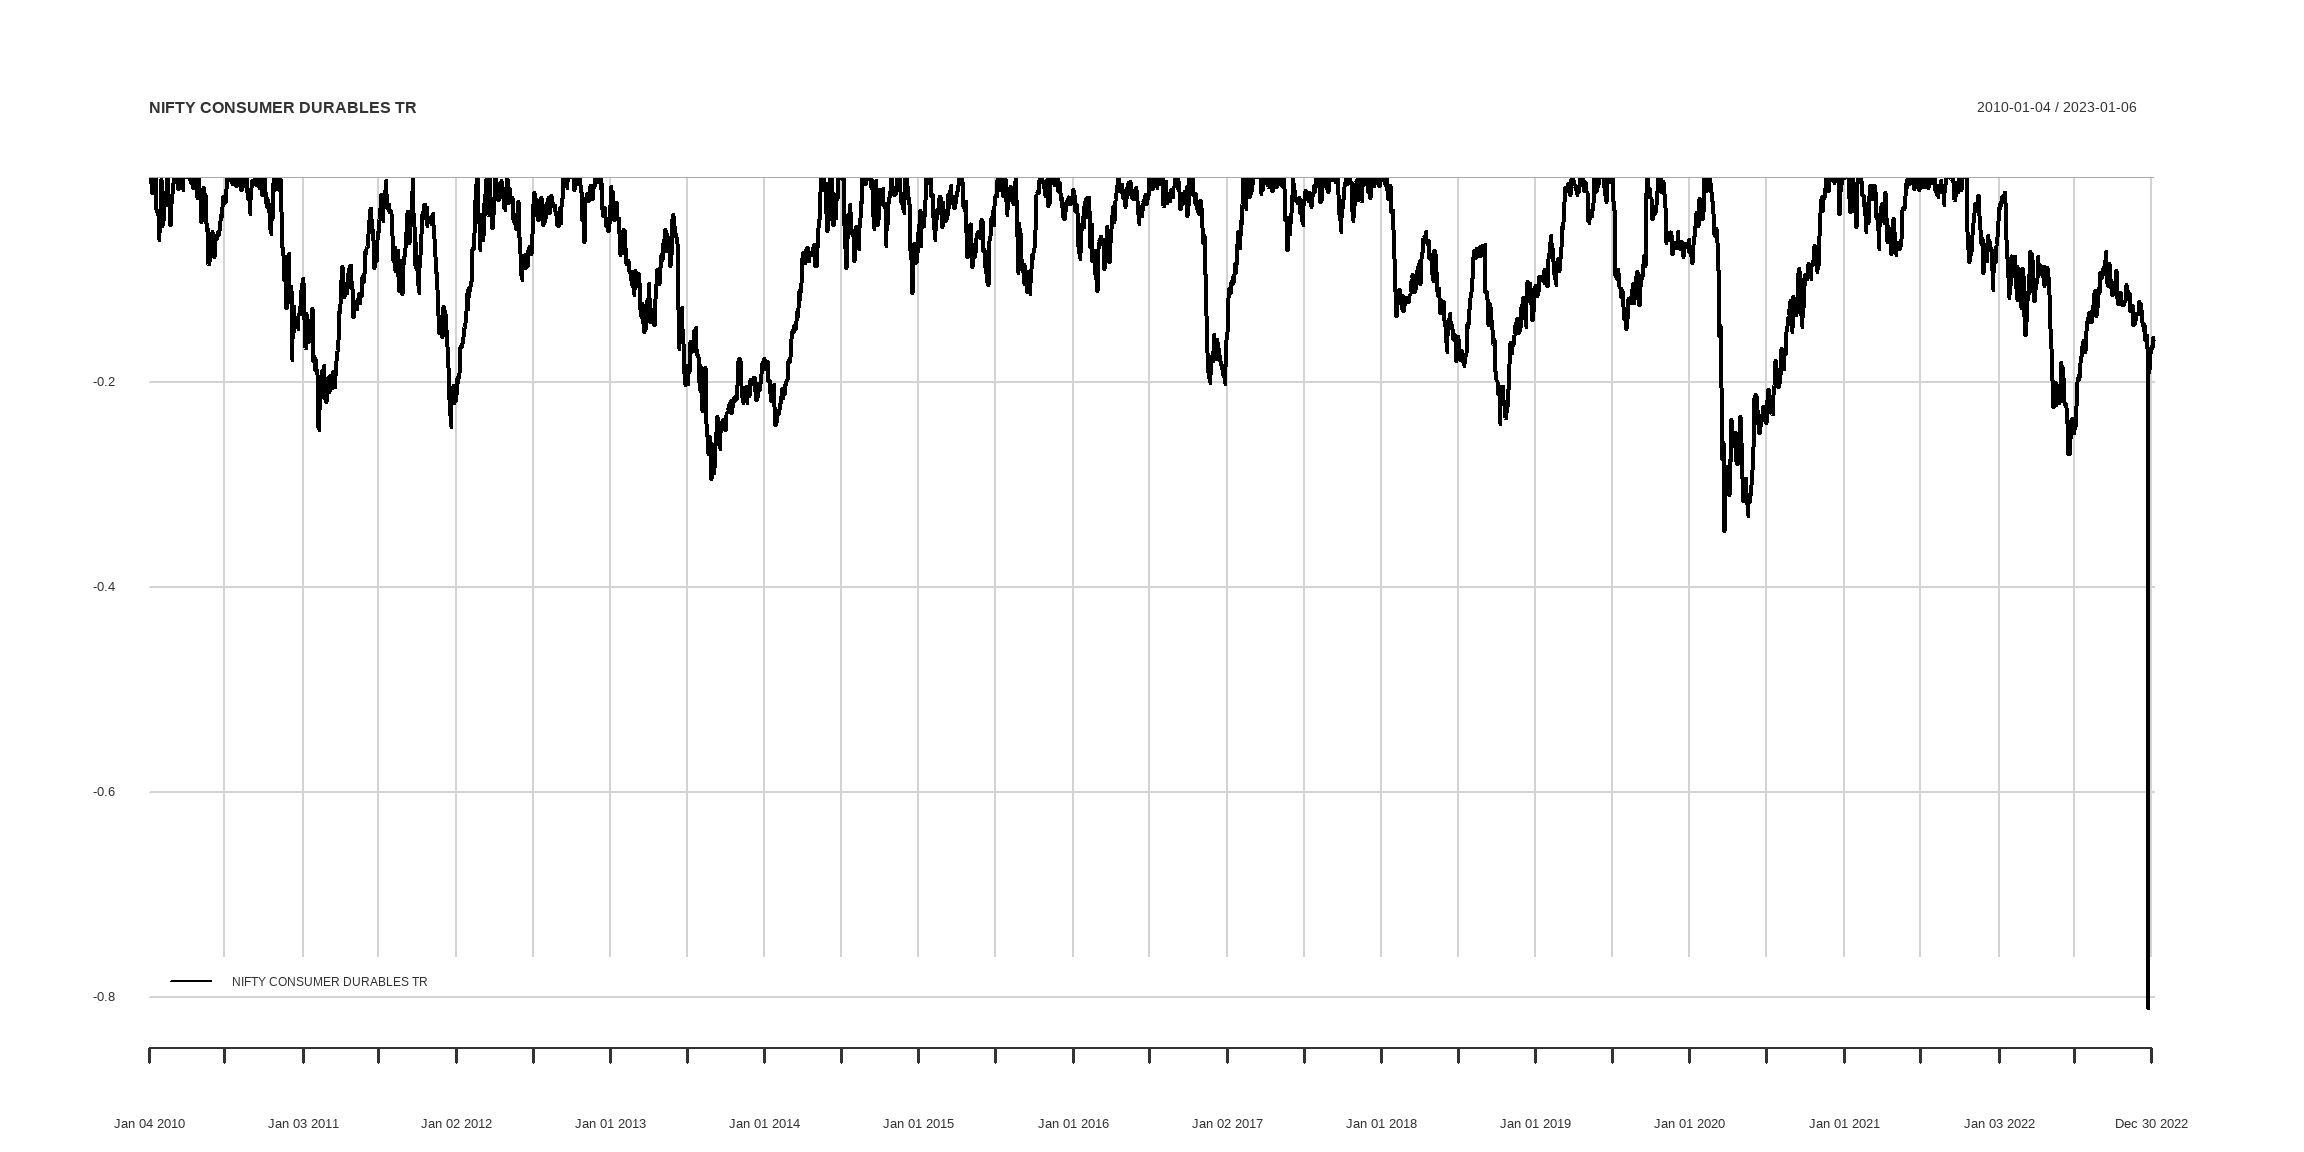 NIFTY CONSUMER DURABLES TR
2010-01-04 / 2023-01-06
-0.2
-0.4
-0.6
NIFTY CONSUMER DURABLES TR
-0.8
Jan 04 2010
Jan 03 2011
Jan 02 2012
Jan 01 2013
Jan 01 2014
Jan 01 2015
Jan 01 2016
Jan 02 2017
Jan 01 2018
Jan 01 2019
Jan 01 2020
Jan 01 2021
Jan 03 2022
Dec 30 2022